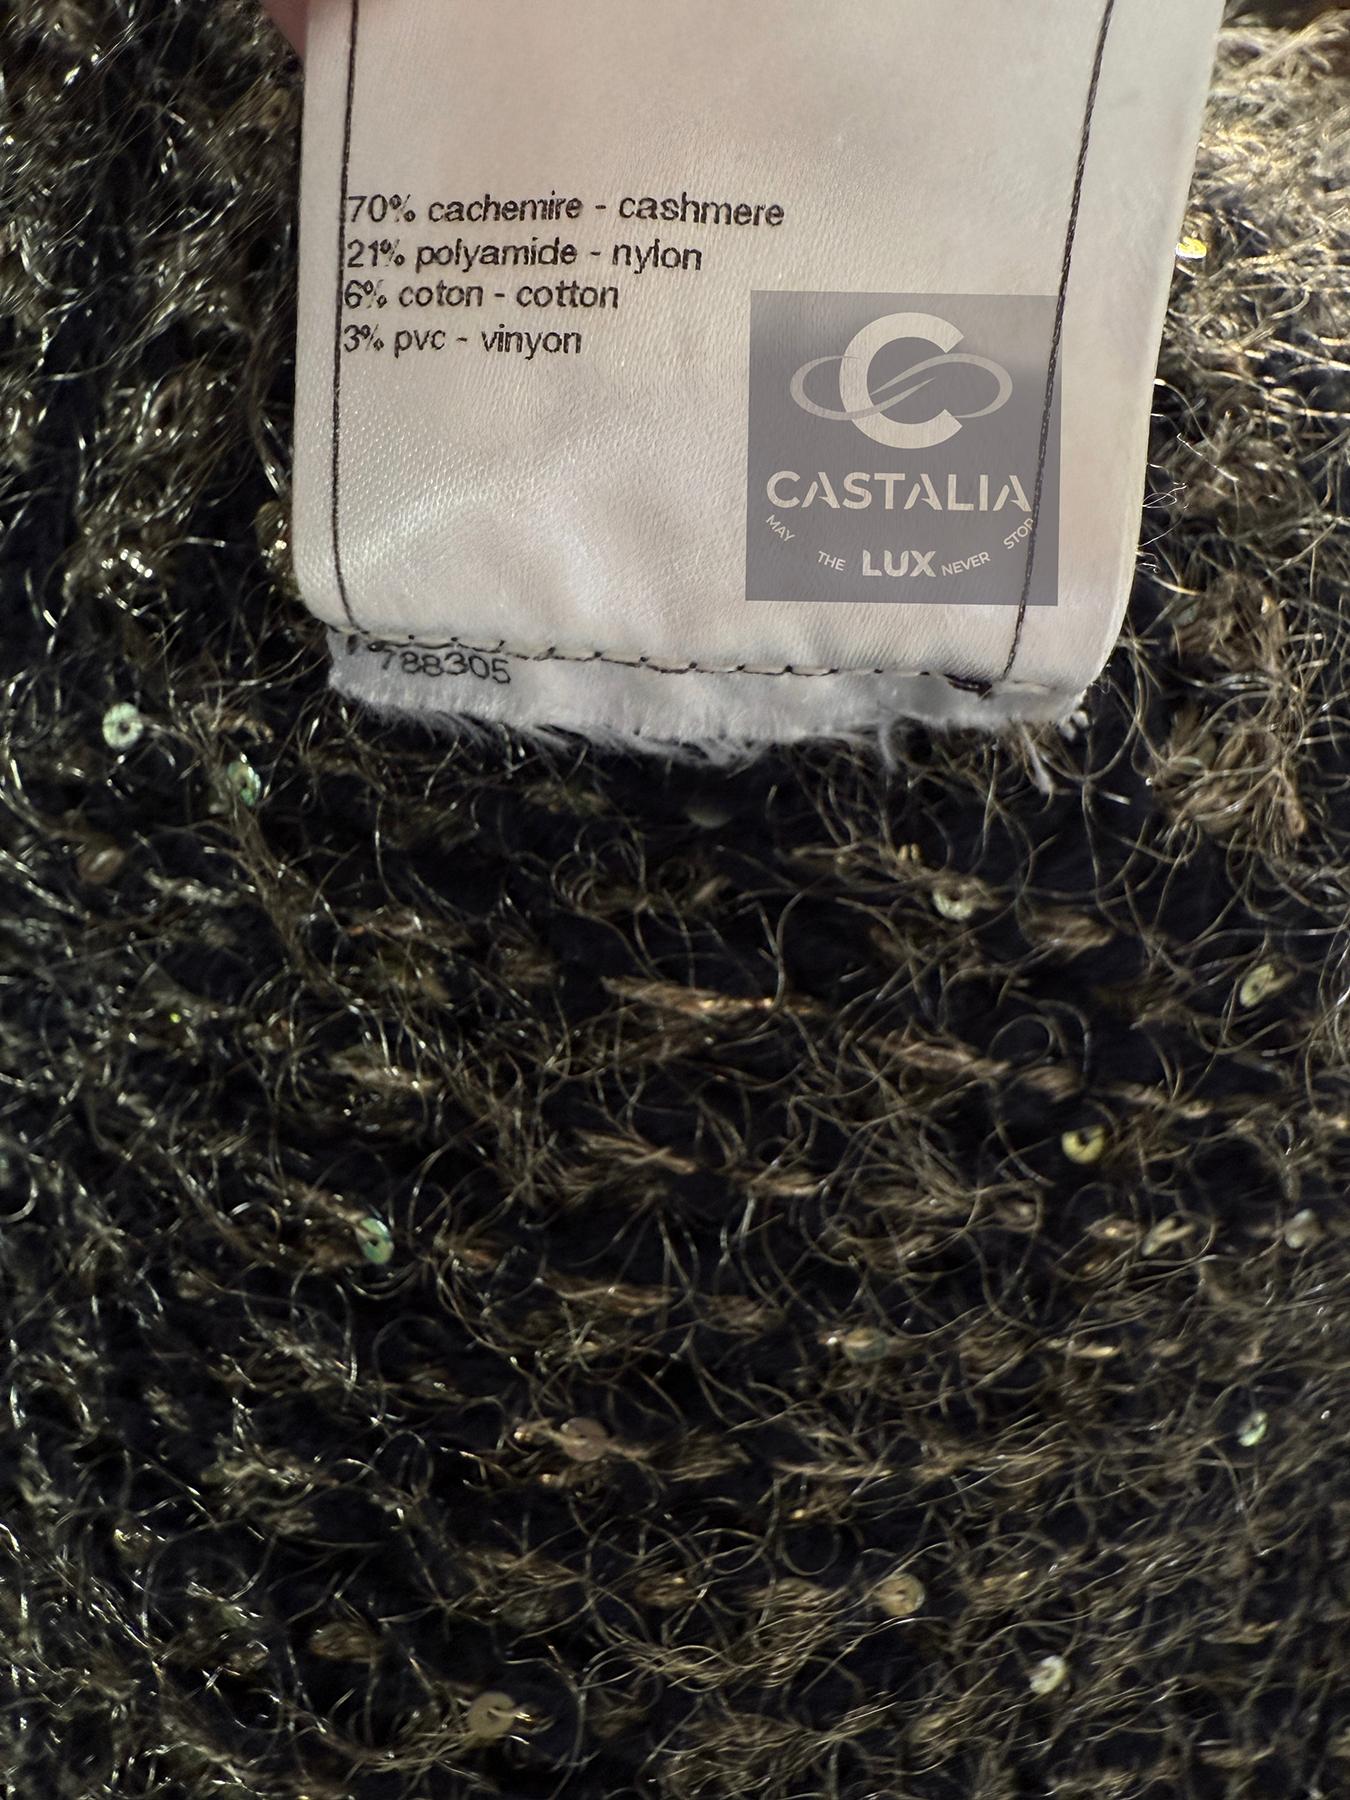 70% cachemire - cashmere
21% polyamide - nylon
6% coton - cotton
3% pvc - vinyon
C
CASTALIA
MAY THE LUX NEVER STOP
788305